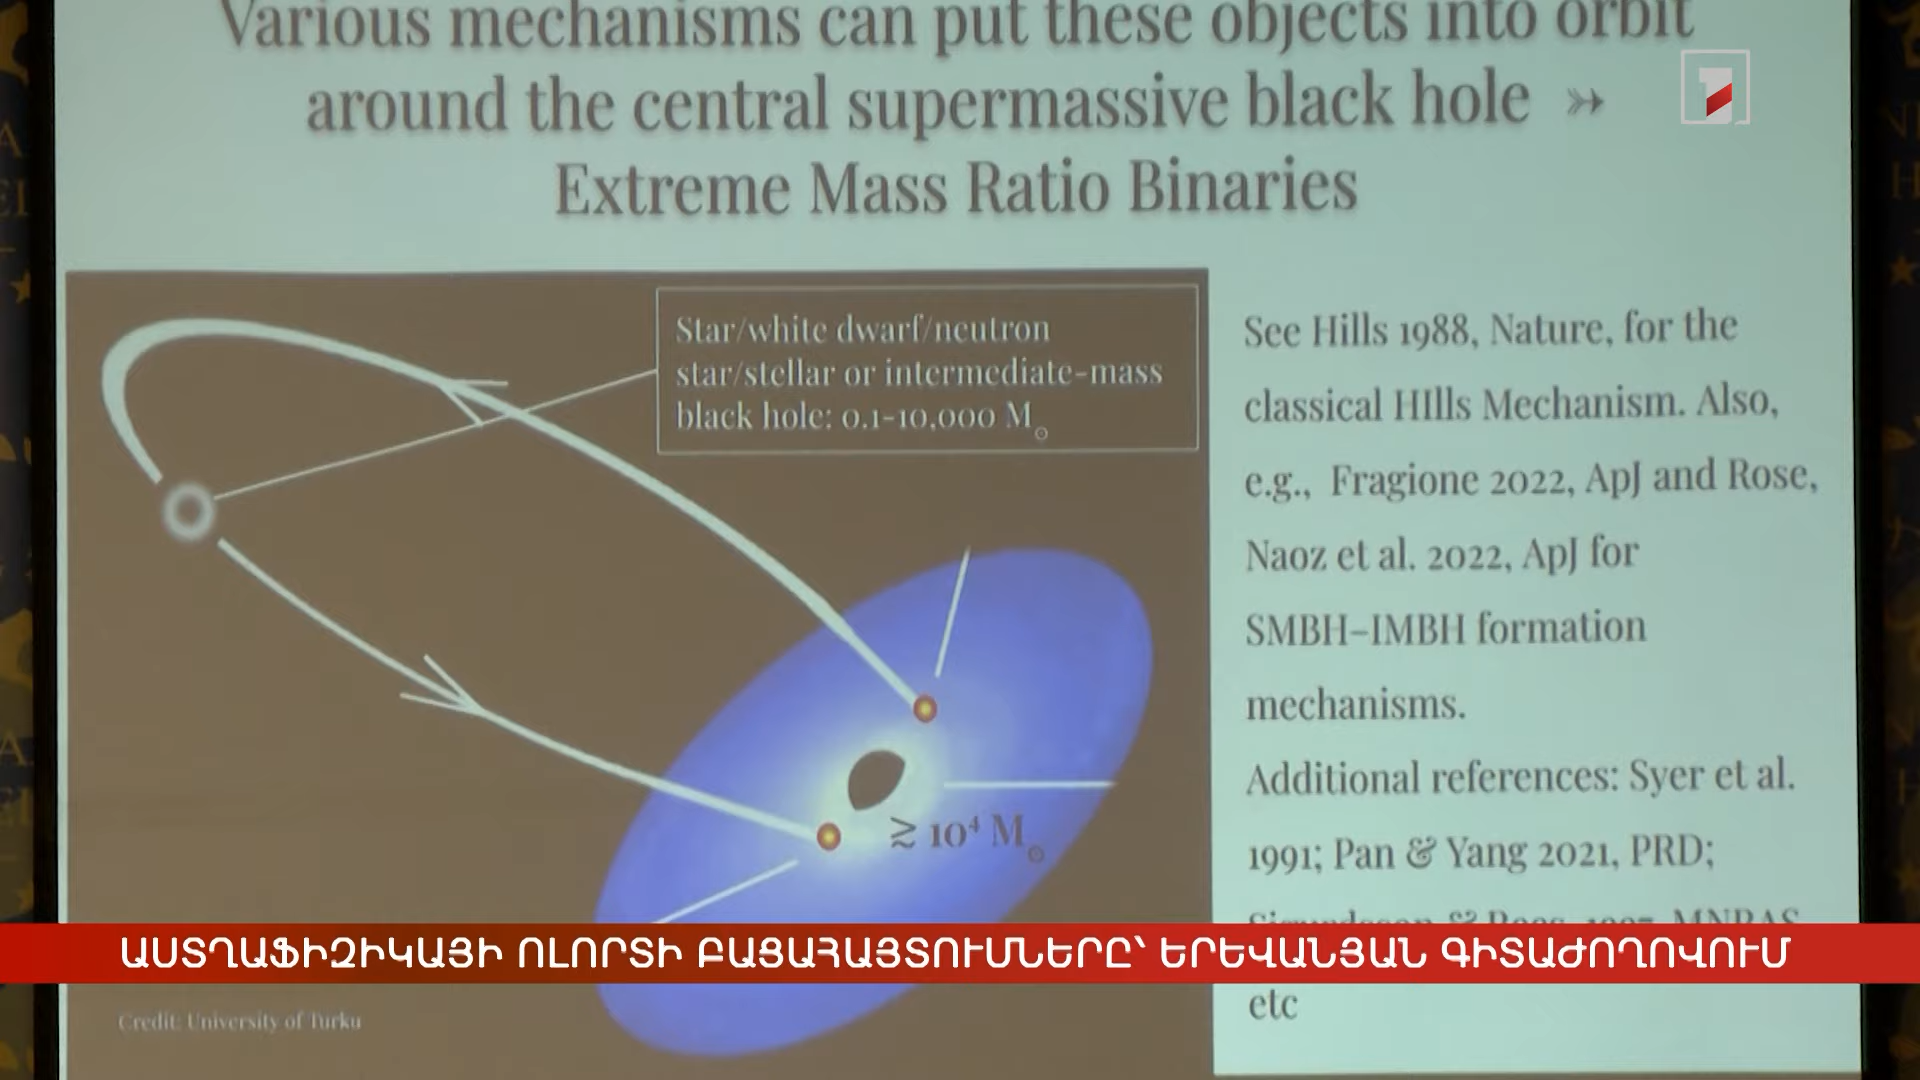 Various mechanisms can put these objects into orbit
around the central supermassive black hole ↣
Extreme Mass Ratio Binaries
Star/white dwarf/neutron
star/stellar or intermediate-mass
black hole: 0.1-10,000 M☉
≳ 10⁴ M☉
See Hills 1988, Nature, for the
classical HIlls Mechanism. Also,
e.g., Fragione 2022, ApJ and Rose,
Naoz et al. 2022, ApJ for
SMBH-IMBH formation
mechanisms.
Additional references: Syer et al.
1991; Pan & Yang 2021, PRD;
etc
ԱՍՏՂԱՖԻԶԻԿԱՅԻ ՈԼՈՐՏԻ ԲԱՑԱՀԱՅՏՈՒՄՆԵՐԸ՝ ԵՐԵՎԱՆՅԱՆ ԳԻՏԱԺՈՂՈՎՈՒՄ
Credit: University of Turku